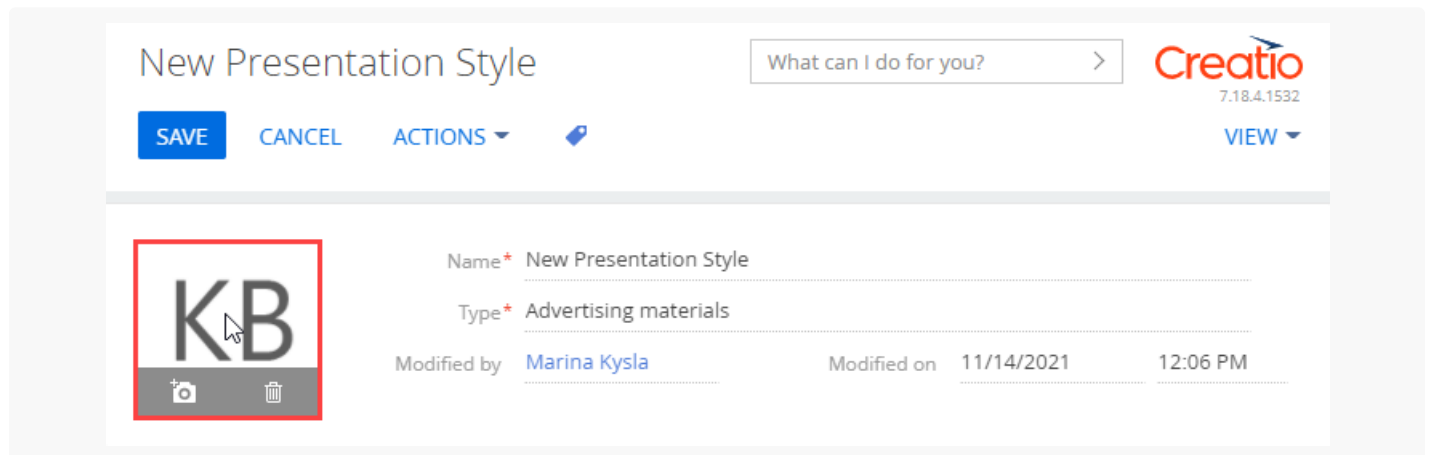 New Presentation Style
What can I do for you?
Creatio
7.18.4.1532
SAVE CANCEL ACTIONS VIEW
KB
Name* New Presentation Style
Type* Advertising materials
Modified by Marina Kysla Modified on 11/14/2021 12:06 PM